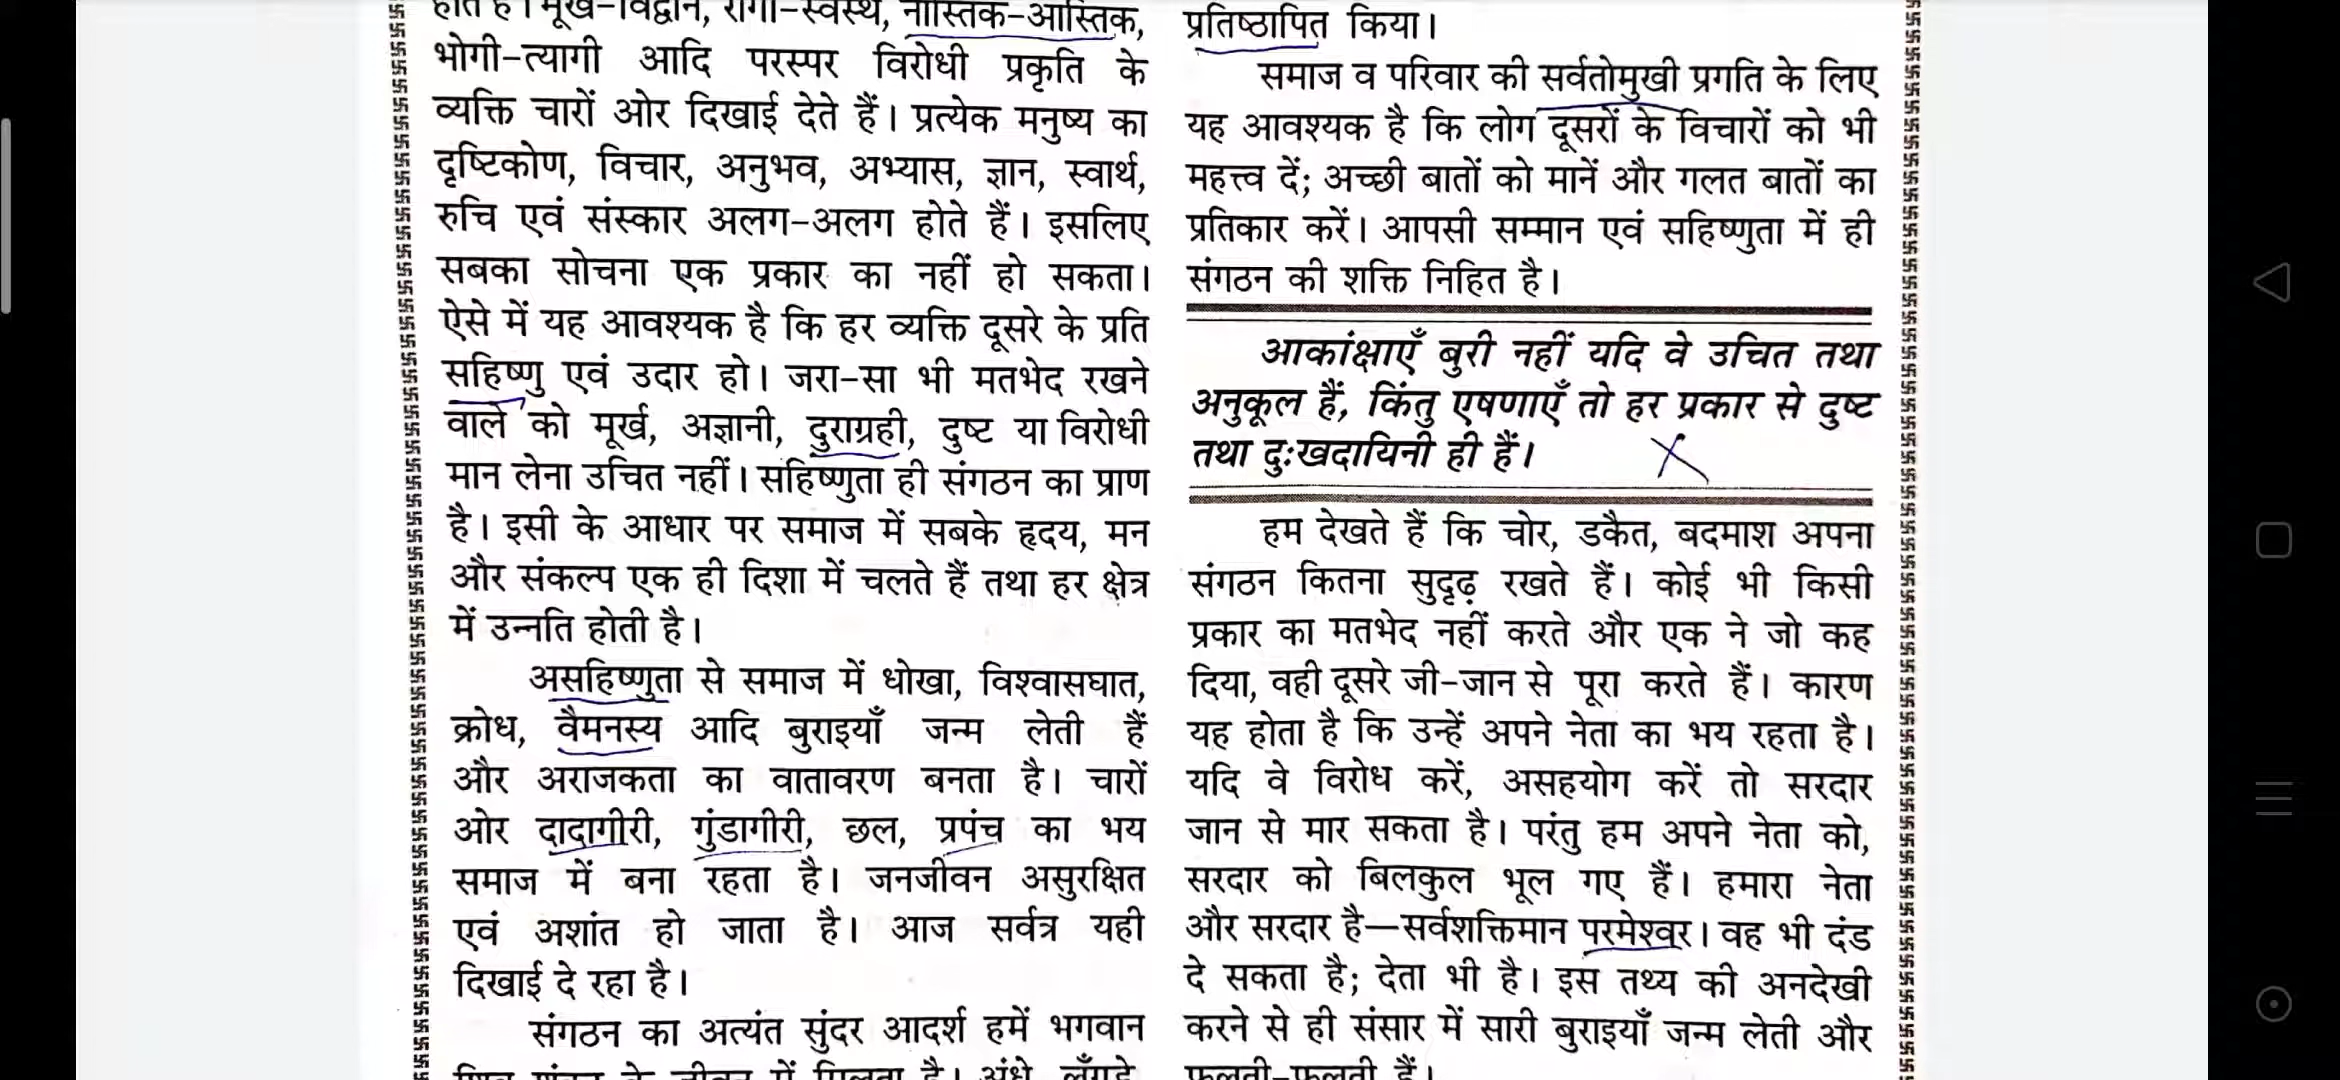 होते हैं। मूर्ख-विद्वान, रोगी-स्वस्थ, नास्तिक-आस्तिक,
भोगी-त्यागी आदि परस्पर विरोधी प्रकृति के
व्यक्ति चारों ओर दिखाई देते हैं। प्रत्येक मनुष्य का
दृष्टिकोण, विचार, अनुभव, अभ्यास, ज्ञान, स्वार्थ,
रुचि एवं संस्कार अलग-अलग होते हैं। इसलिए
सबका सोचना एक प्रकार का नहीं हो सकता।
ऐसे में यह आवश्यक है कि हर व्यक्ति दूसरे के प्रति
सहिष्णु एवं उदार हो। जरा-सा भी मतभेद रखने
वाले को मूर्ख, अज्ञानी, दुराग्रही, दुष्ट या विरोधी
मान लेना उचित नहीं। सहिष्णुता ही संगठन का प्राण
है। इसी के आधार पर समाज में सबके हृदय, मन
और संकल्प एक ही दिशा में चलते हैं तथा हर क्षेत्र
में उन्नति होती है।
असहिष्णुता से समाज में धोखा, विश्वासघात,
क्रोध, वैमनस्य आदि बुराइयाँ जन्म लेती हैं
और अराजकता का वातावरण बनता है। चारों
ओर दादागीरी, गुंडागीरी, छल, प्रपंच का भय
समाज में बना रहता है। जनजीवन असुरक्षित
एवं अशांत हो जाता है। आज सर्वत्र यही
दिखाई दे रहा है।
संगठन का अत्यंत सुंदर आदर्श हमें भगवान
के जीवन में मिलता है। अंधे, लँगड़े,
प्रतिष्ठापित किया।
समाज व परिवार की सर्वतोमुखी प्रगति के लिए
यह आवश्यक है कि लोग दूसरों के विचारों को भी
महत्त्व दें; अच्छी बातों को मानें और गलत बातों का
प्रतिकार करें। आपसी सम्मान एवं सहिष्णुता में ही
संगठन की शक्ति निहित है।
आकांक्षाएँ बुरी नहीं यदि वे उचित तथा
अनुकूल हैं, किंतु एषणाएँ तो हर प्रकार से दुष्ट
तथा दुःखदायिनी ही हैं।
हम देखते हैं कि चोर, डकैत, बदमाश अपना
संगठन कितना सुदृढ़ रखते हैं। कोई भी किसी
प्रकार का मतभेद नहीं करते और एक ने जो कह
दिया, वही दूसरे जी-जान से पूरा करते हैं। कारण
यह होता है कि उन्हें अपने नेता का भय रहता है।
यदि वे विरोध करें, असहयोग करें तो सरदार
जान से मार सकता है। परंतु हम अपने नेता को,
सरदार को बिलकुल भूल गए हैं। हमारा नेता
और सरदार है—सर्वशक्तिमान परमेश्वर। वह भी दंड
दे सकता है; देता भी है। इस तथ्य की अनदेखी
करने से ही संसार में सारी बुराइयाँ जन्म लेती और
फलती-फूलती हैं।